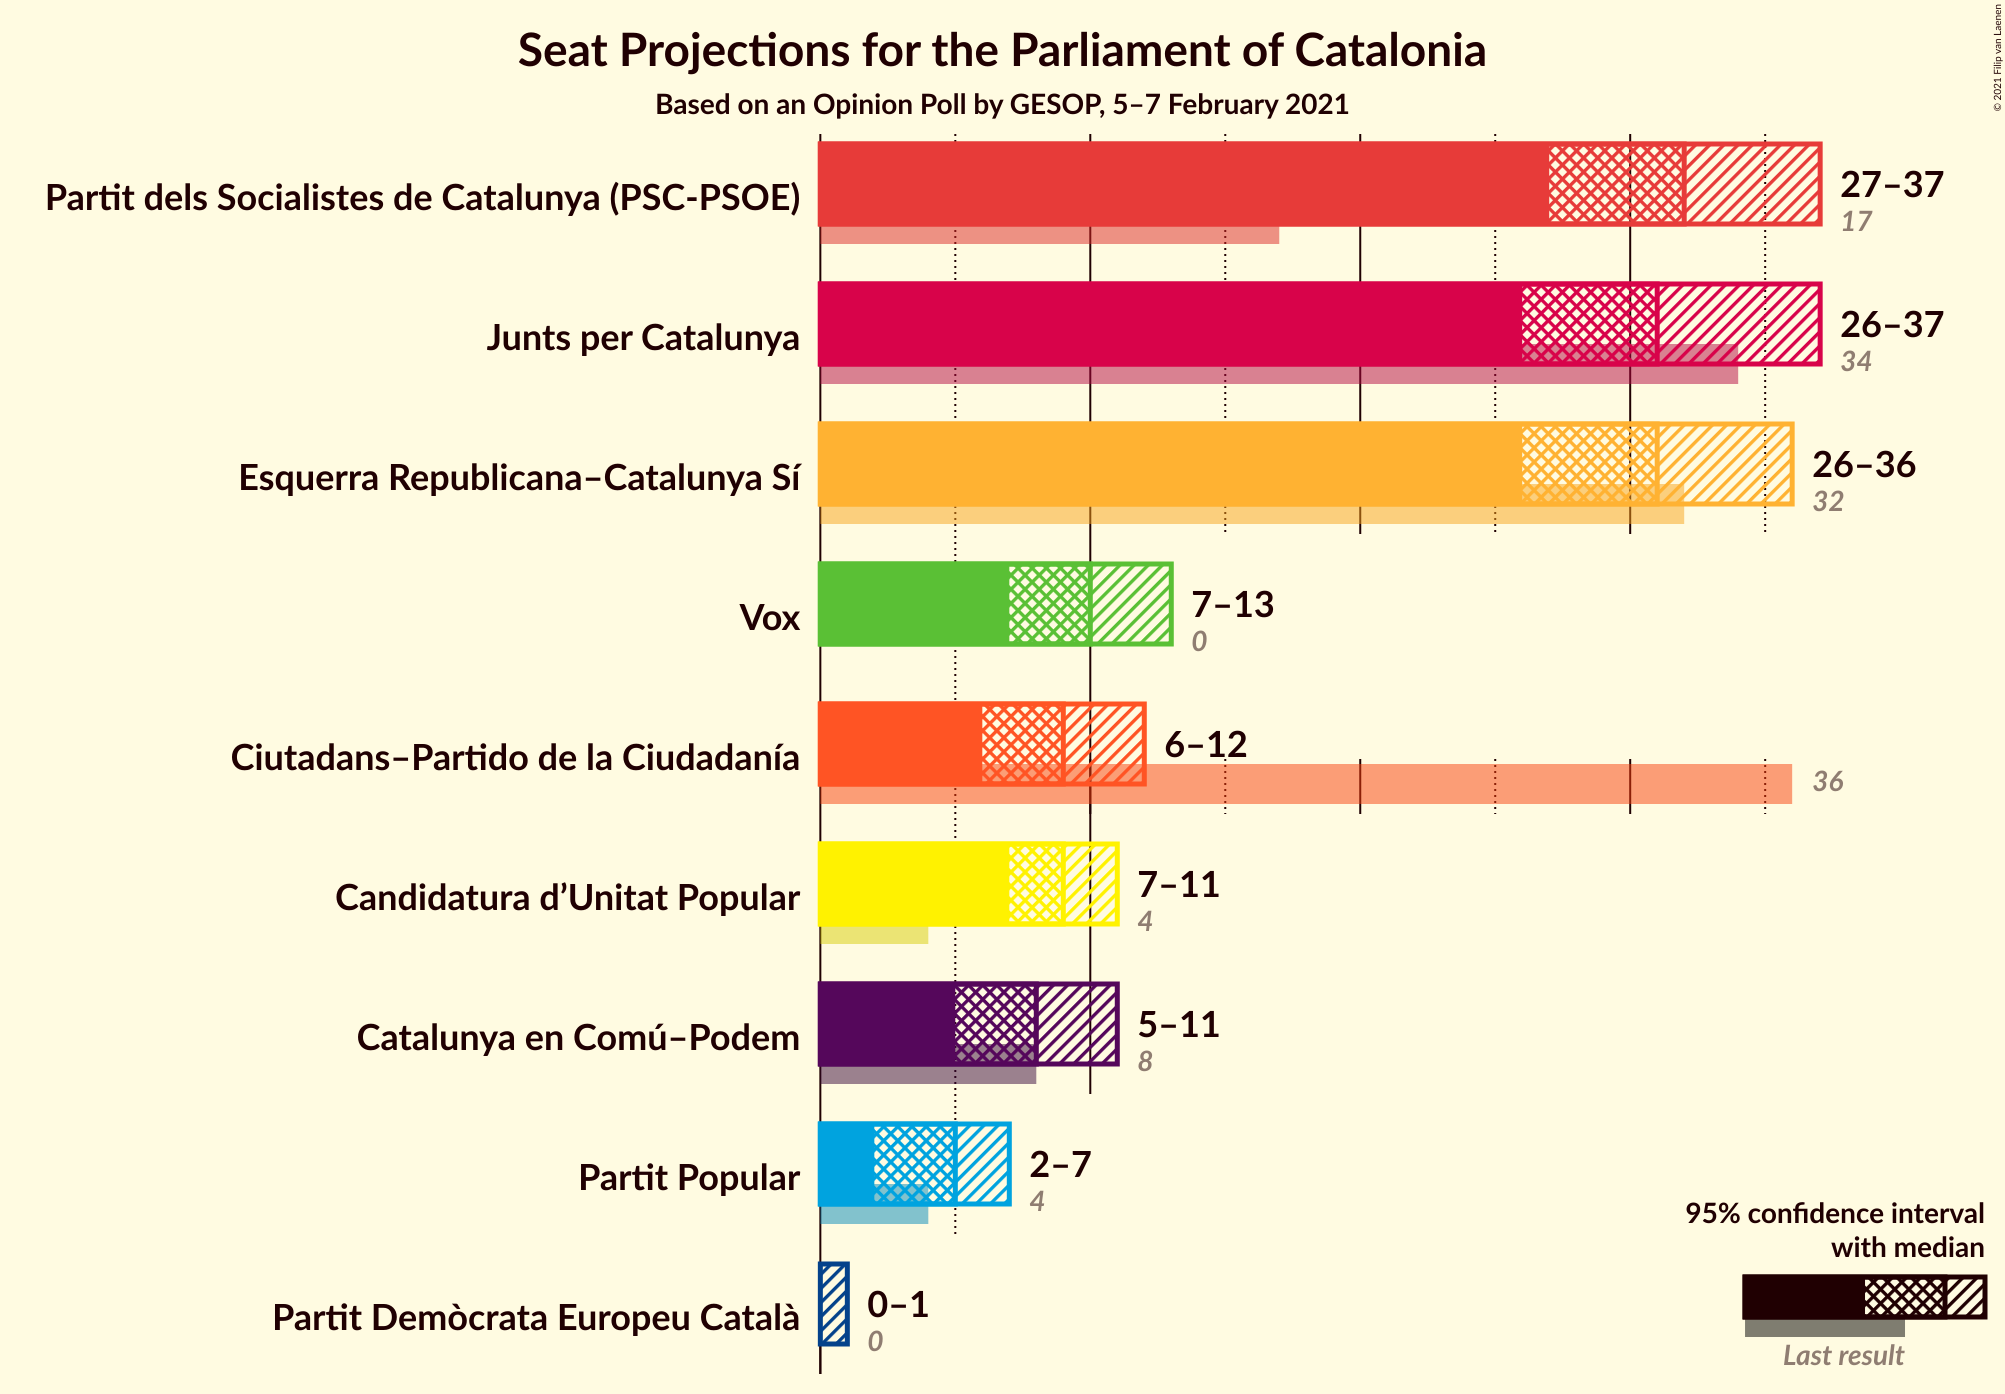 Seat Projections for the Parliament of Catalonia
Based on an Opinion Poll by GESOP, 5–7 February 2021
© 2021 Filip van Laenen
Partit dels Socialistes de Catalunya (PSC-PSOE)
27–37
17
Junts per Catalunya
26–37
34
Esquerra Republicana–Catalunya Sí
26–36
32
Vox
7–13
0
Ciutadans–Partido de la Ciudadanía
6–12
36
Candidatura d’Unitat Popular
7–11
4
Catalunya en Comú–Podem
5–11
8
Partit Popular
2–7
4
Partit Demòcrata Europeu Català
0–1
0
95% confidence interval
with median
Last result